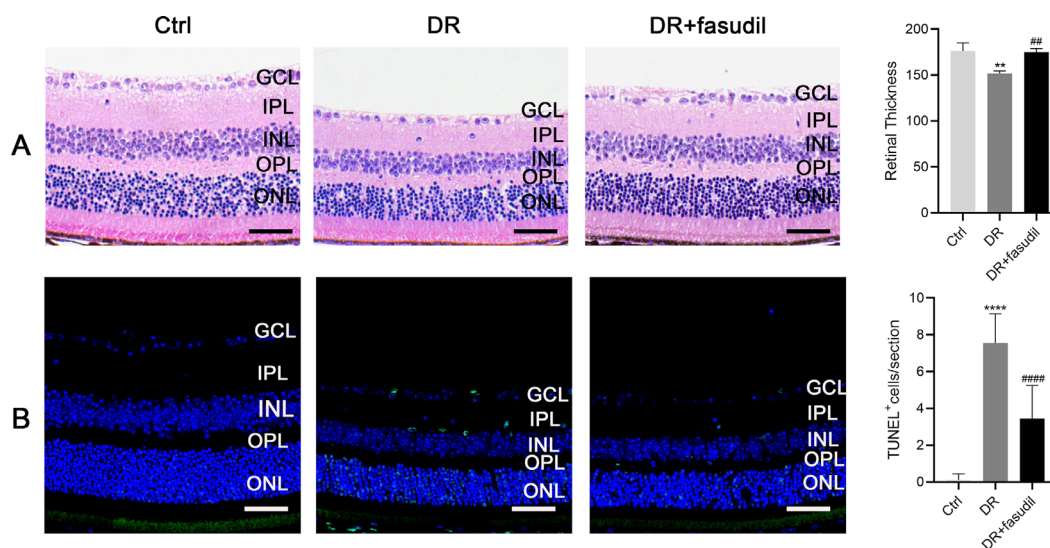 Ctrl DR DR+fasudil
A
GCL
IPL
INL
OPL
ONL
GCL
IPL
INL
OPL
ONL
GCL
IPL
INL
OPL
ONL
Retinal Thickness
200
150
100
50
0
**
##
Ctrl
DR
DR+fasudil
B
GCL
IPL
INL
OPL
ONL
GCL
IPL
INL
OPL
ONL
GCL
IPL
INL
OPL
ONL
TUNEL⁺cells/section
10
8
6
4
2
0
****
####
Ctrl
DR
DR+fasudil